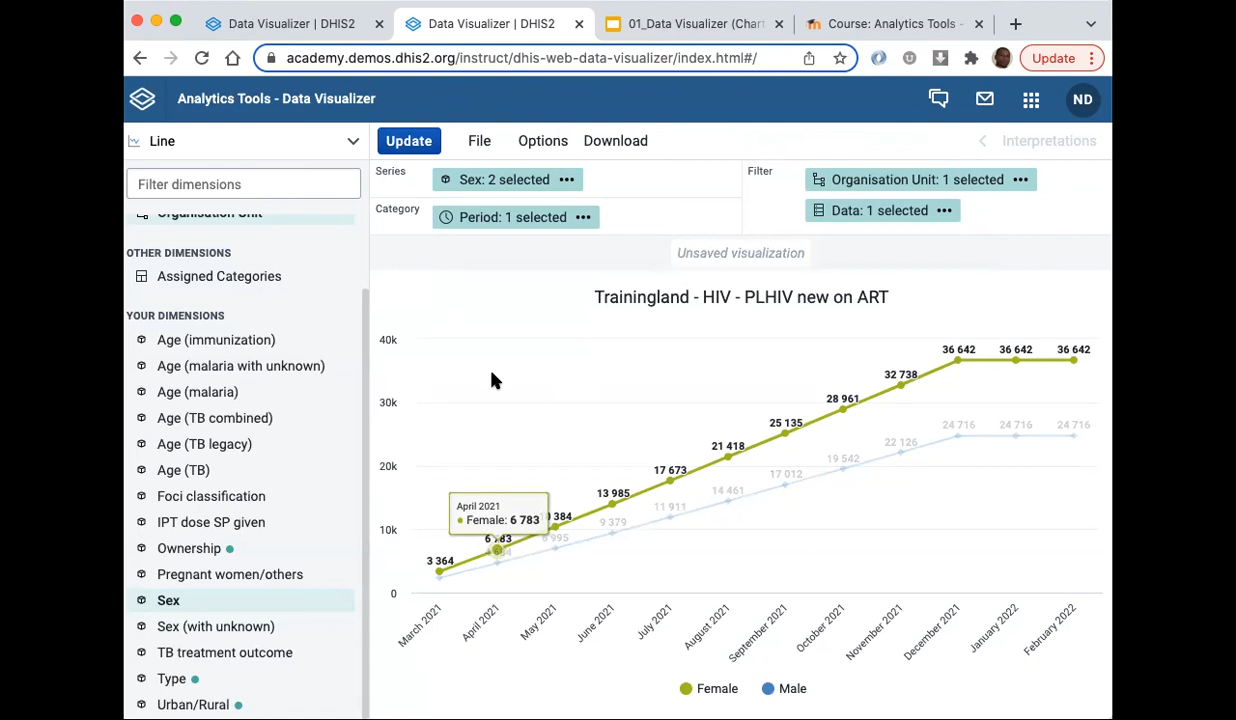 Data Visualizer | DHIS2
Data Visualizer | DHIS2
01_Data Visualizer (Chart
Course: Analytics Tools -
academy.demos.dhis2.org/instruct/dhis-web-data-visualizer/index.html#/
Update
Analytics Tools - Data Visualizer
ND
Line
Update
File
Options
Download
Interpretations
Filter dimensions
Series
Sex: 2 selected
Filter
Organisation Unit: 1 selected
Category
Period: 1 selected
Data: 1 selected
Organisation Unit
OTHER DIMENSIONS
Assigned Categories
YOUR DIMENSIONS
Age (immunization)
Age (malaria with unknown)
Age (malaria)
Age (TB combined)
Age (TB legacy)
Age (TB)
Foci classification
IPT dose SP given
Ownership
Pregnant women/others
Sex
Sex (with unknown)
TB treatment outcome
Type
Urban/Rural
Unsaved visualization
Trainingland - HIV - PLHIV new on ART
40k
30k
20k
10k
0
36 642
36 642
36 642
32 738
28 961
25 135
21 418
17 673
13 985
3 364
24 716
24 716
24 716
22 126
19 542
17 012
14 461
11 911
9 379
April 2021
Female: 6 783
March 2021
April 2021
May 2021
June 2021
July 2021
August 2021
September 2021
October 2021
November 2021
December 2021
January 2022
February 2022
Female
Male